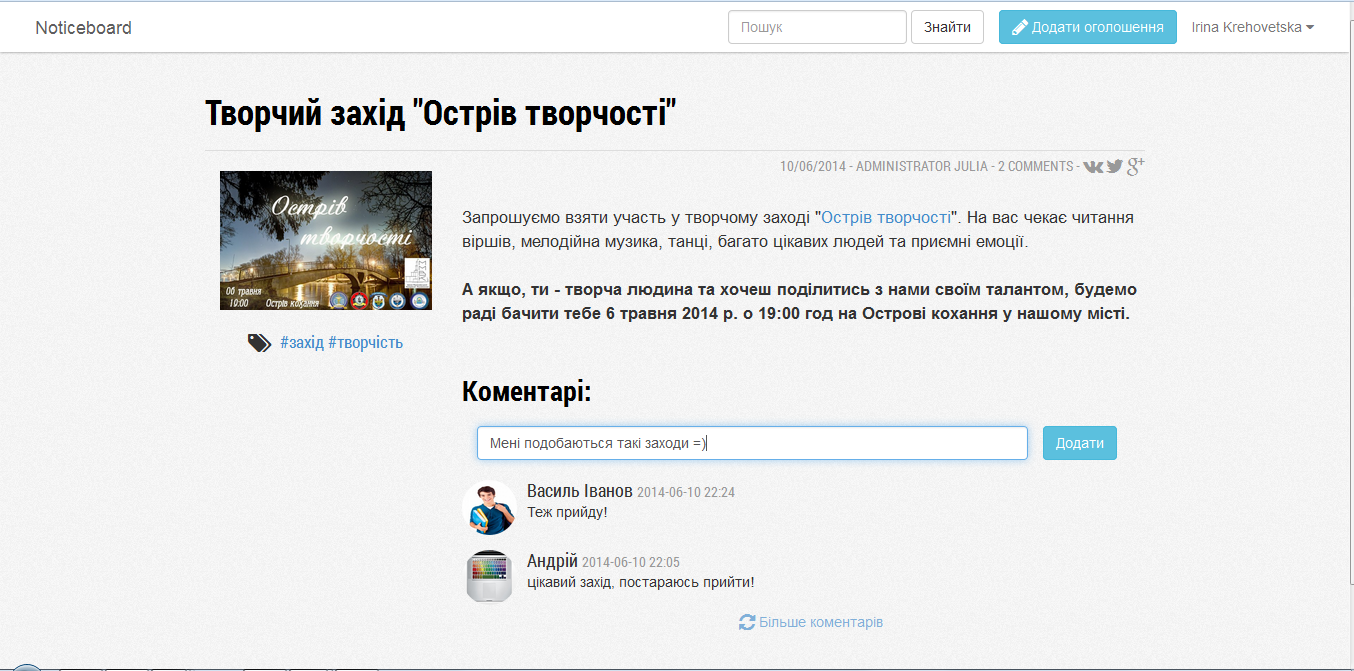 Noticeboard
Пошук
Знайти
Додати оголошення
Irina Krehovetska
Творчий захід "Острів творчості"
10/06/2014 - ADMINISTRATOR JULIA - 2 COMMENTS -
Острів
творчості
06 травня
19:00 Острів кохання
Запрошуємо взяти участь у творчому заході "Острів творчості". На вас чекає читання
віршів, мелодійна музика, танці, багато цікавих людей та приємні емоції.
А якщо, ти - творча людина та хочеш поділитись з нами своїм талантом, будемо
раді бачити тебе 6 травня 2014 р. о 19:00 год на Острові кохання у нашому місті.
#захід #творчість
Коментарі:
Мені подобаються такі заходи =)
Додати
Василь Іванов 2014-06-10 22:24
Теж прийду!
Андрій 2014-06-10 22:05
цікавий захід, постараюсь прийти!
Більше коментарів